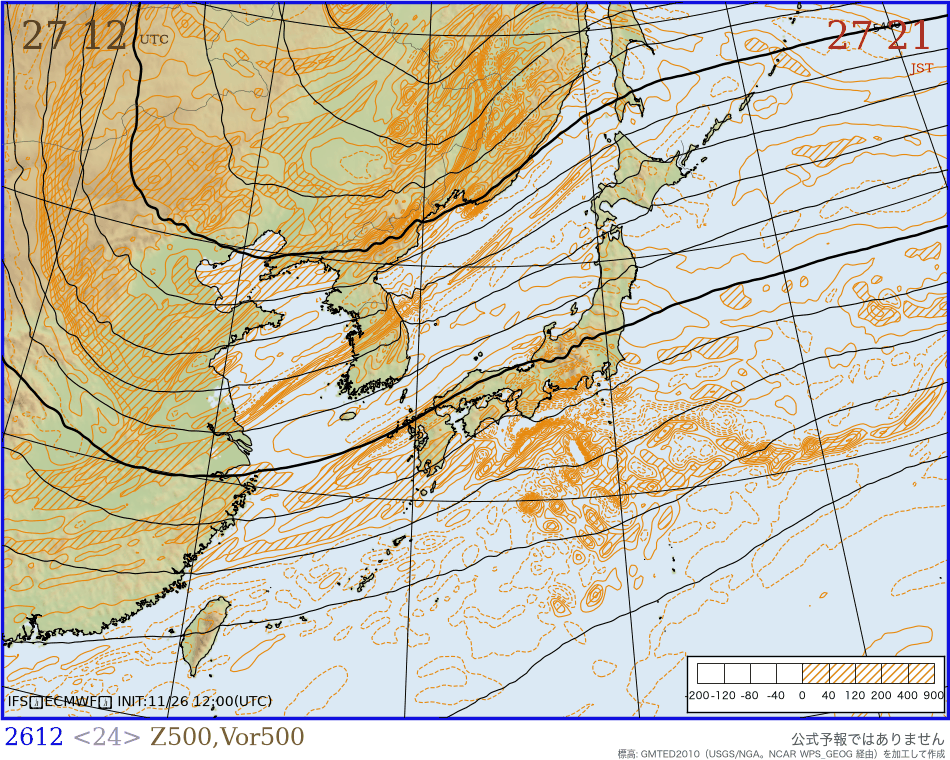 27 12 UTC
27 21
JST
-200 -120 -80 -40 0 40 120 200 400 900
IFS ECMWF INIT:11/26 12:00(UTC)
2612 <24> Z500,Vor500
公式予報ではありません
標高: GMTED2010（USGS/NGA。NCAR WPS_GEOG 経由）を加工して作成